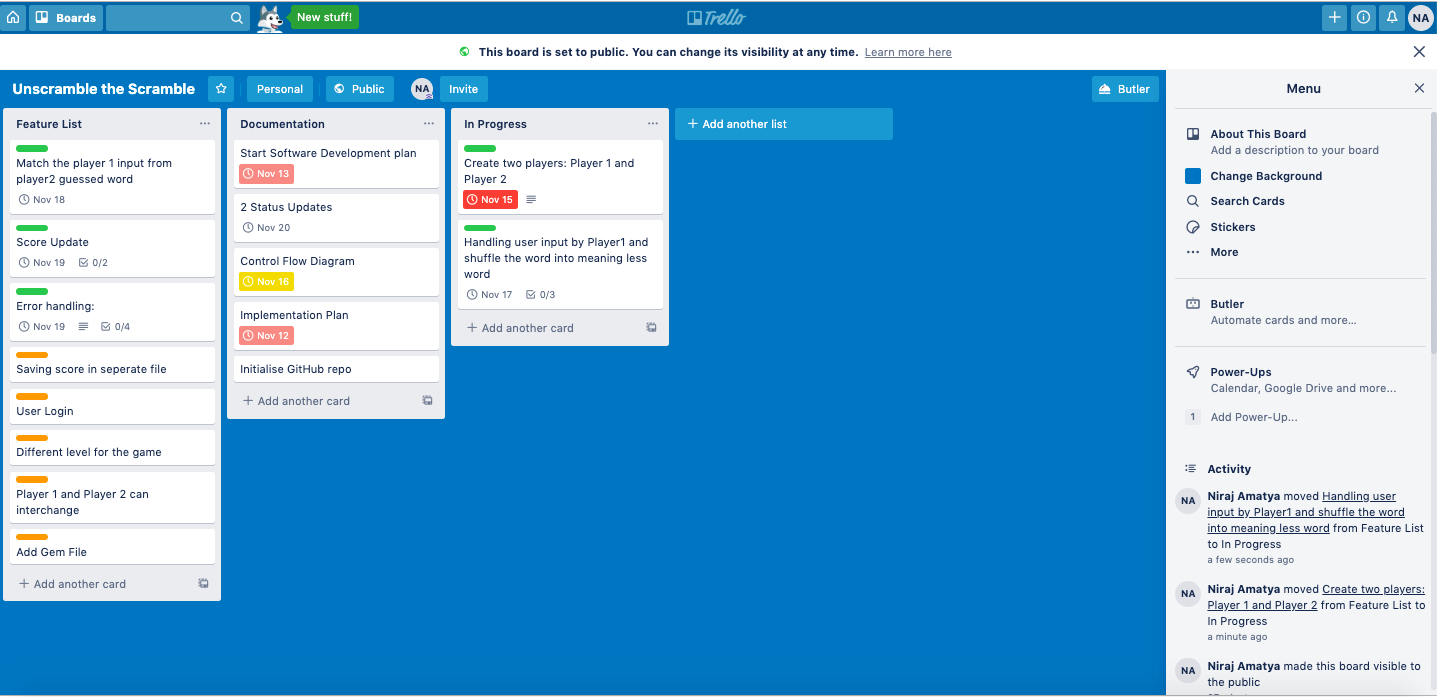 Boards
New stuff!
Trello
NA
This board is set to public. You can change its visibility at any time. Learn more here
Unscramble the Scramble
Personal
Public
NA
Invite
Butler
Feature List
Match the player 1 input from
player2 guessed word
Nov 18
Score Update
Nov 19 0/2
Error handling:
Nov 19 0/4
Saving score in seperate file
User Login
Different level for the game
Player 1 and Player 2 can
interchange
Add Gem File
+ Add another card
Documentation
Start Software Development plan
Nov 13
2 Status Updates
Nov 20
Control Flow Diagram
Nov 16
Implementation Plan
Nov 12
Initialise GitHub repo
+ Add another card
In Progress
Create two players: Player 1 and
Player 2
Nov 15
Handling user input by Player1 and
shuffle the word into meaning less
word
Nov 17 0/3
+ Add another card
+ Add another list
Menu
About This Board
Add a description to your board
Change Background
Search Cards
Stickers
More
Butler
Automate cards and more...
Power-Ups
Calendar, Google Drive and more...
1 Add Power-Up...
Activity
NA
Niraj Amatya moved Handling user
input by Player1 and shuffle the word
into meaning less word from Feature List
to In Progress
a few seconds ago
NA
Niraj Amatya moved Create two players:
Player 1 and Player 2 from Feature List to
In Progress
a minute ago
NA
Niraj Amatya made this board visible to
the public